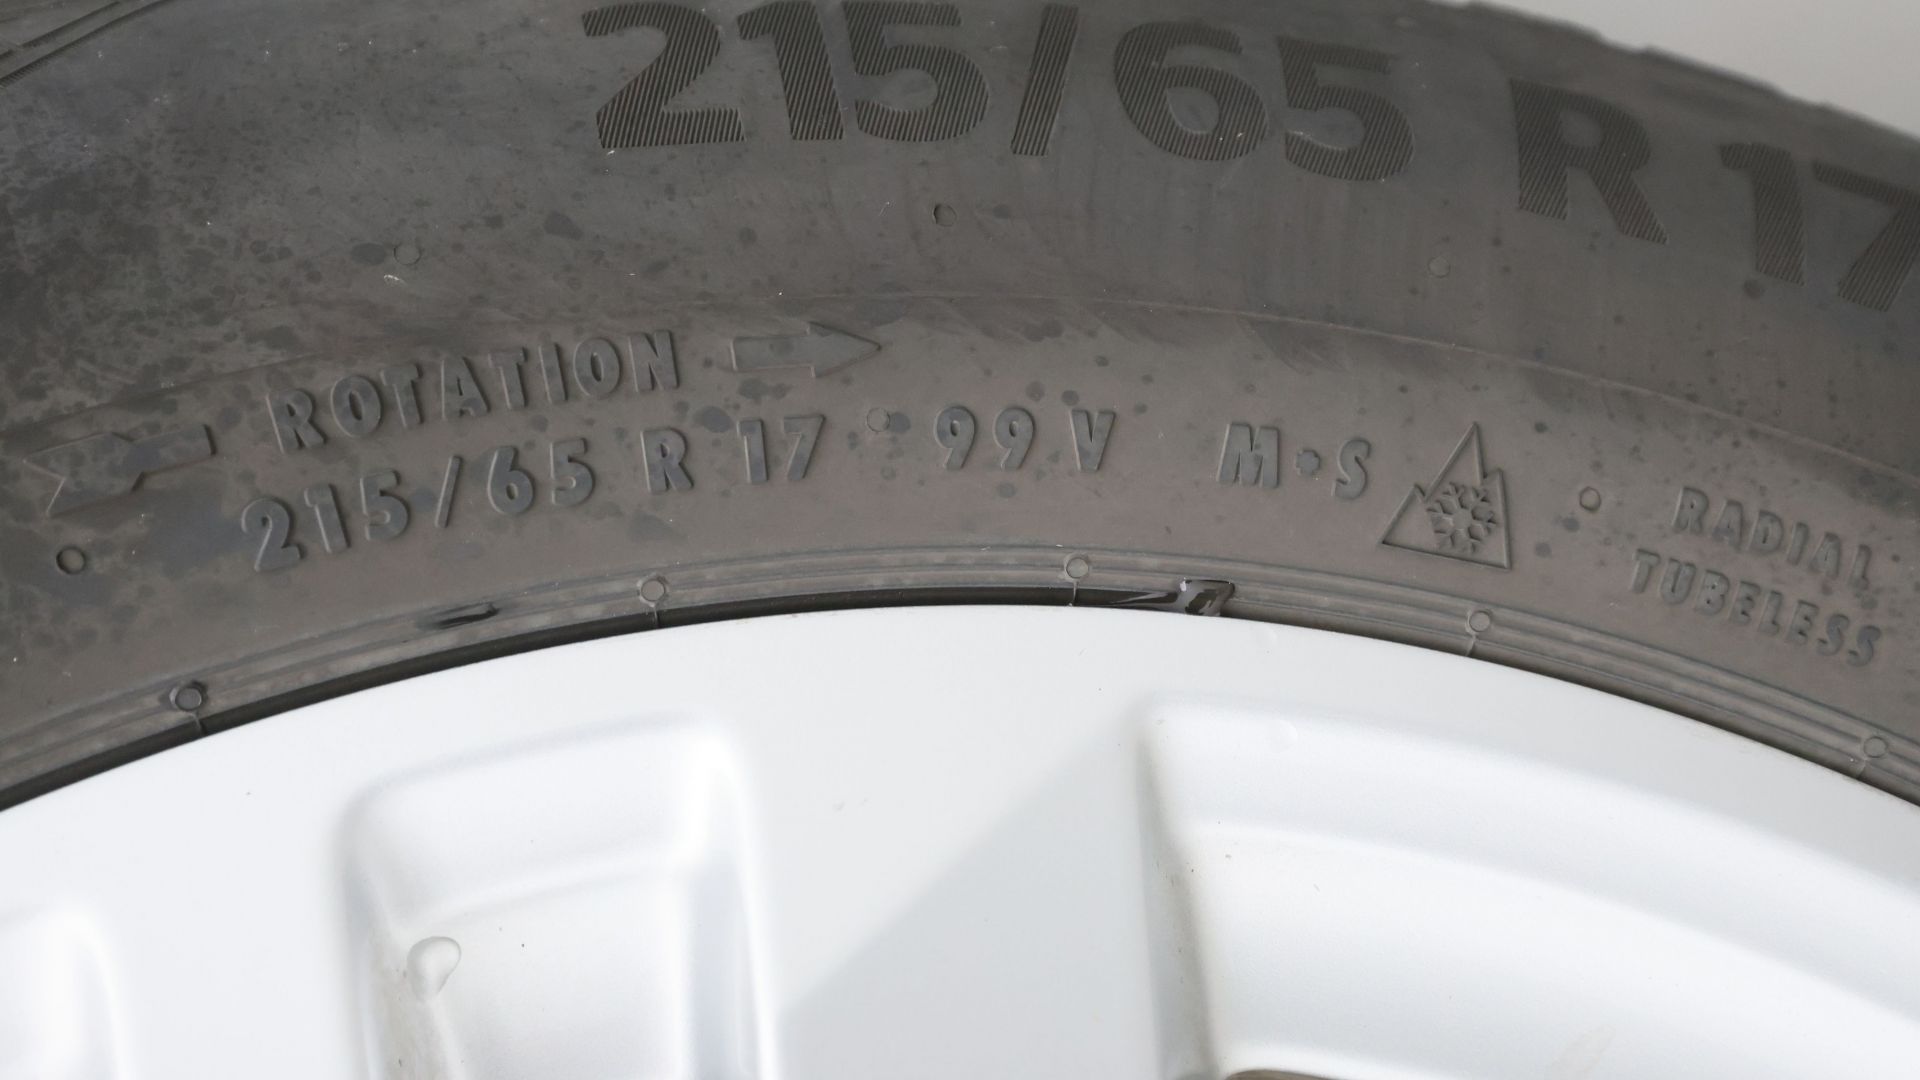 215/65 R 17
ROTATION
215/65 R 17 99 V M+S
RADIAL
TUBELESS